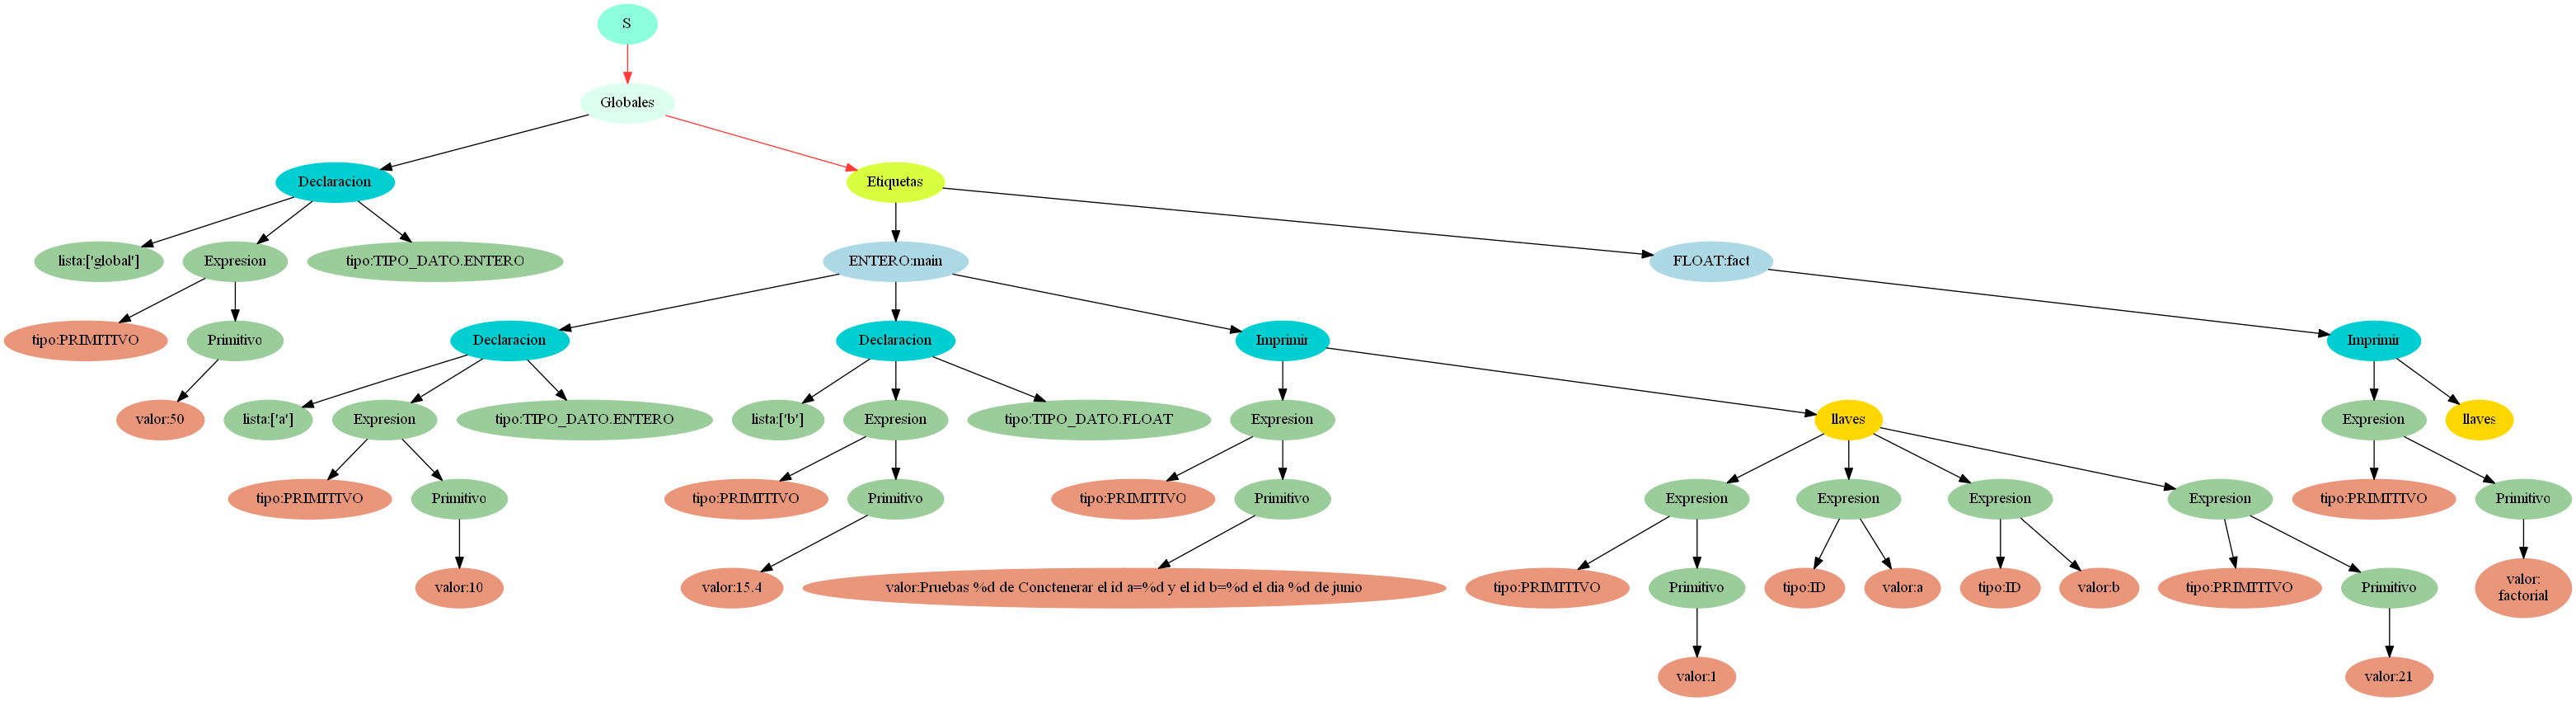 S
Globales
Declaracion
Etiquetas
lista:['global']
Expresion
tipo:TIPO_DATO.ENTERO
ENTERO:main
FLOAT:fact
tipo:PRIMITIVO
Primitivo
Declaracion
Declaracion
Imprimir
Imprimir
valor:50
lista:['a']
Expresion
tipo:TIPO_DATO.ENTERO
lista:['b']
Expresion
tipo:TIPO_DATO.FLOAT
Expresion
llaves
Expresion
llaves
tipo:PRIMITIVO
Primitivo
tipo:PRIMITIVO
Primitivo
tipo:PRIMITIVO
Primitivo
Expresion
Expresion
Expresion
Expresion
tipo:PRIMITIVO
Primitivo
valor:10
valor:15.4
valor:Pruebas %d de Conctenerar el id a=%d y el id b=%d el dia %d de junio
tipo:PRIMITIVO
Primitivo
tipo:ID
valor:a
tipo:ID
valor:b
tipo:PRIMITIVO
Primitivo
valor:
factorial
valor:1
valor:21